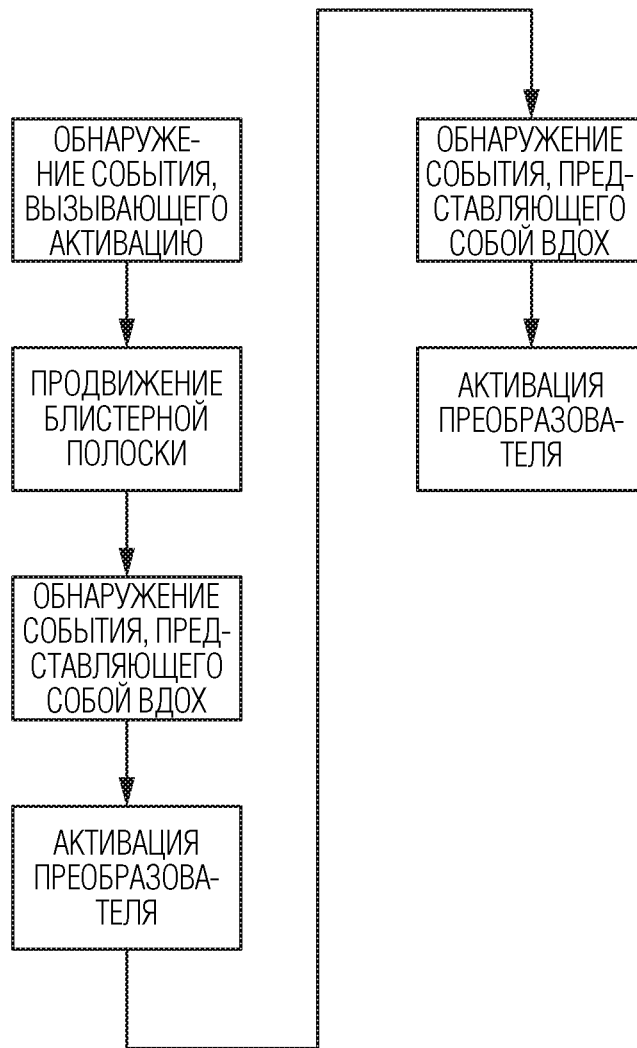 ОБНАРУЖЕ-
НИЕ СОБЫТИЯ,
ВЫЗЫВАЮЩЕГО
АКТИВАЦИЮ
ПРОДВИЖЕНИЕ
БЛИСТЕРНОЙ
ПОЛОСКИ
ОБНАРУЖЕНИЕ
СОБЫТИЯ, ПРЕД-
СТАВЛЯЮЩЕГО
СОБОЙ ВДОХ
АКТИВАЦИЯ
ПРЕОБРАЗОВА-
ТЕЛЯ
ОБНАРУЖЕНИЕ
СОБЫТИЯ, ПРЕД-
СТАВЛЯЮЩЕГО
СОБОЙ ВДОХ
АКТИВАЦИЯ
ПРЕОБРАЗОВА-
ТЕЛЯ